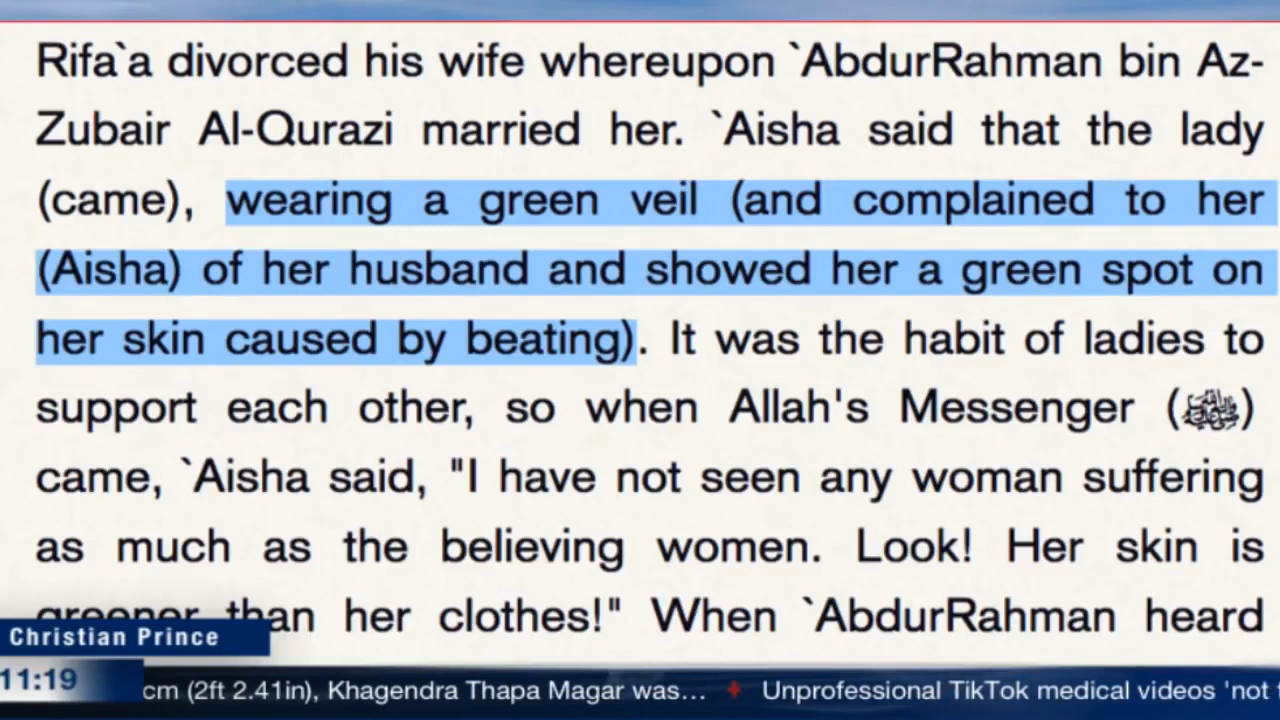 Rifa`a divorced his wife whereupon `AbdurRahman bin Az-
Zubair Al-Qurazi married her. `Aisha said that the lady
(came), wearing a green veil (and complained to her
(Aisha) of her husband and showed her a green spot on
her skin caused by beating). It was the habit of ladies to
support each other, so when Allah's Messenger (ﷺ)
came, `Aisha said, "I have not seen any woman suffering
as much as the believing women. Look! Her skin is
greener than her clothes!" When `AbdurRahman heard
Christian Prince
11:19
cm (2ft 2.41in), Khagendra Thapa Magar was... Unprofessional TikTok medical videos 'not